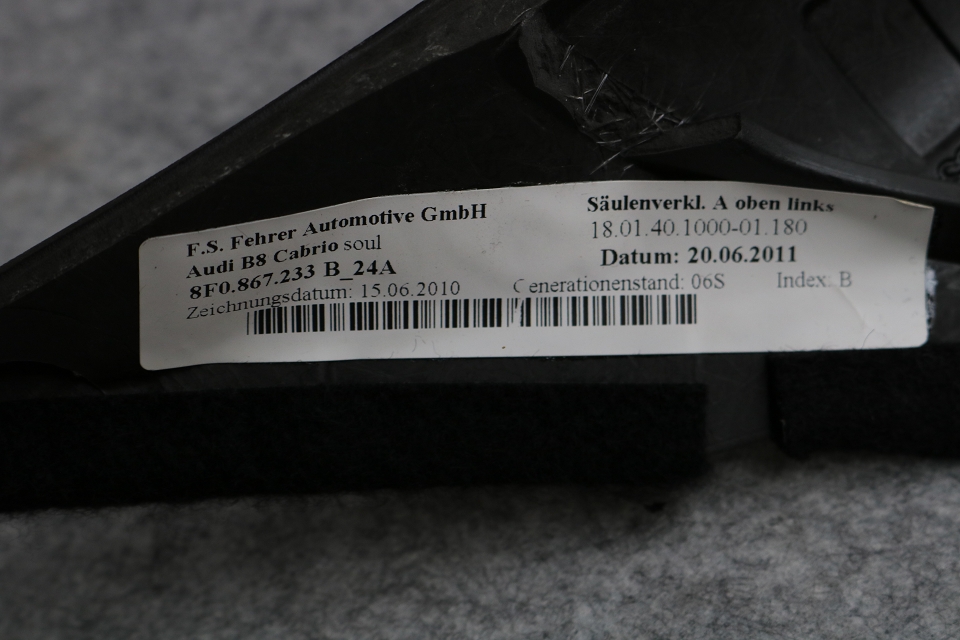 F.S. Fehrer Automotive GmbH
Audi B8 Cabrio soul
8F0.867.233 B_24A
Zeichnungsdatum: 15.06.2010
Säulenverkl. A oben links
18.01.40.1000-01.180
Datum: 20.06.2011
Generationenstand: 06S
Index: B